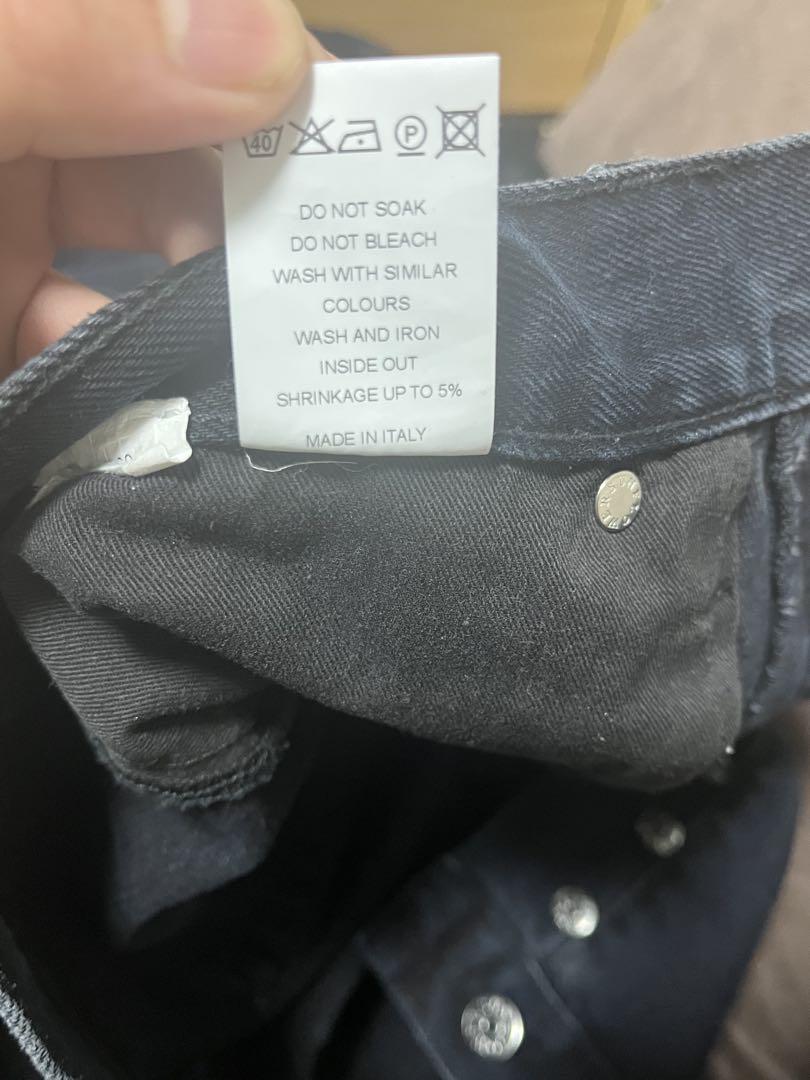 40 P
DO NOT SOAK
DO NOT BLEACH
WASH WITH SIMILAR
COLOURS
WASH AND IRON
INSIDE OUT
SHRINKAGE UP TO 5%
MADE IN ITALY